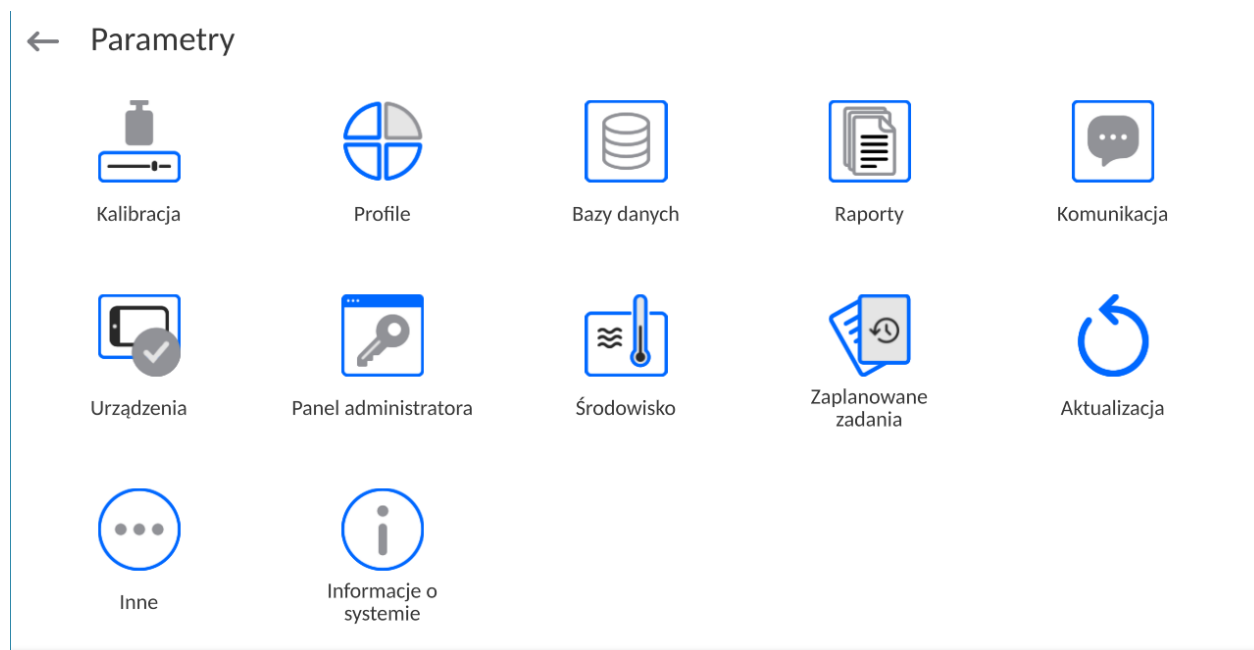 Parametry
Kalibracja
Profile
Bazy danych
Raporty
Komunikacja
Urządzenia
Panel administratora
Środowisko
Zaplanowane
zadania
Aktualizacja
Inne
Informacje o
systemie